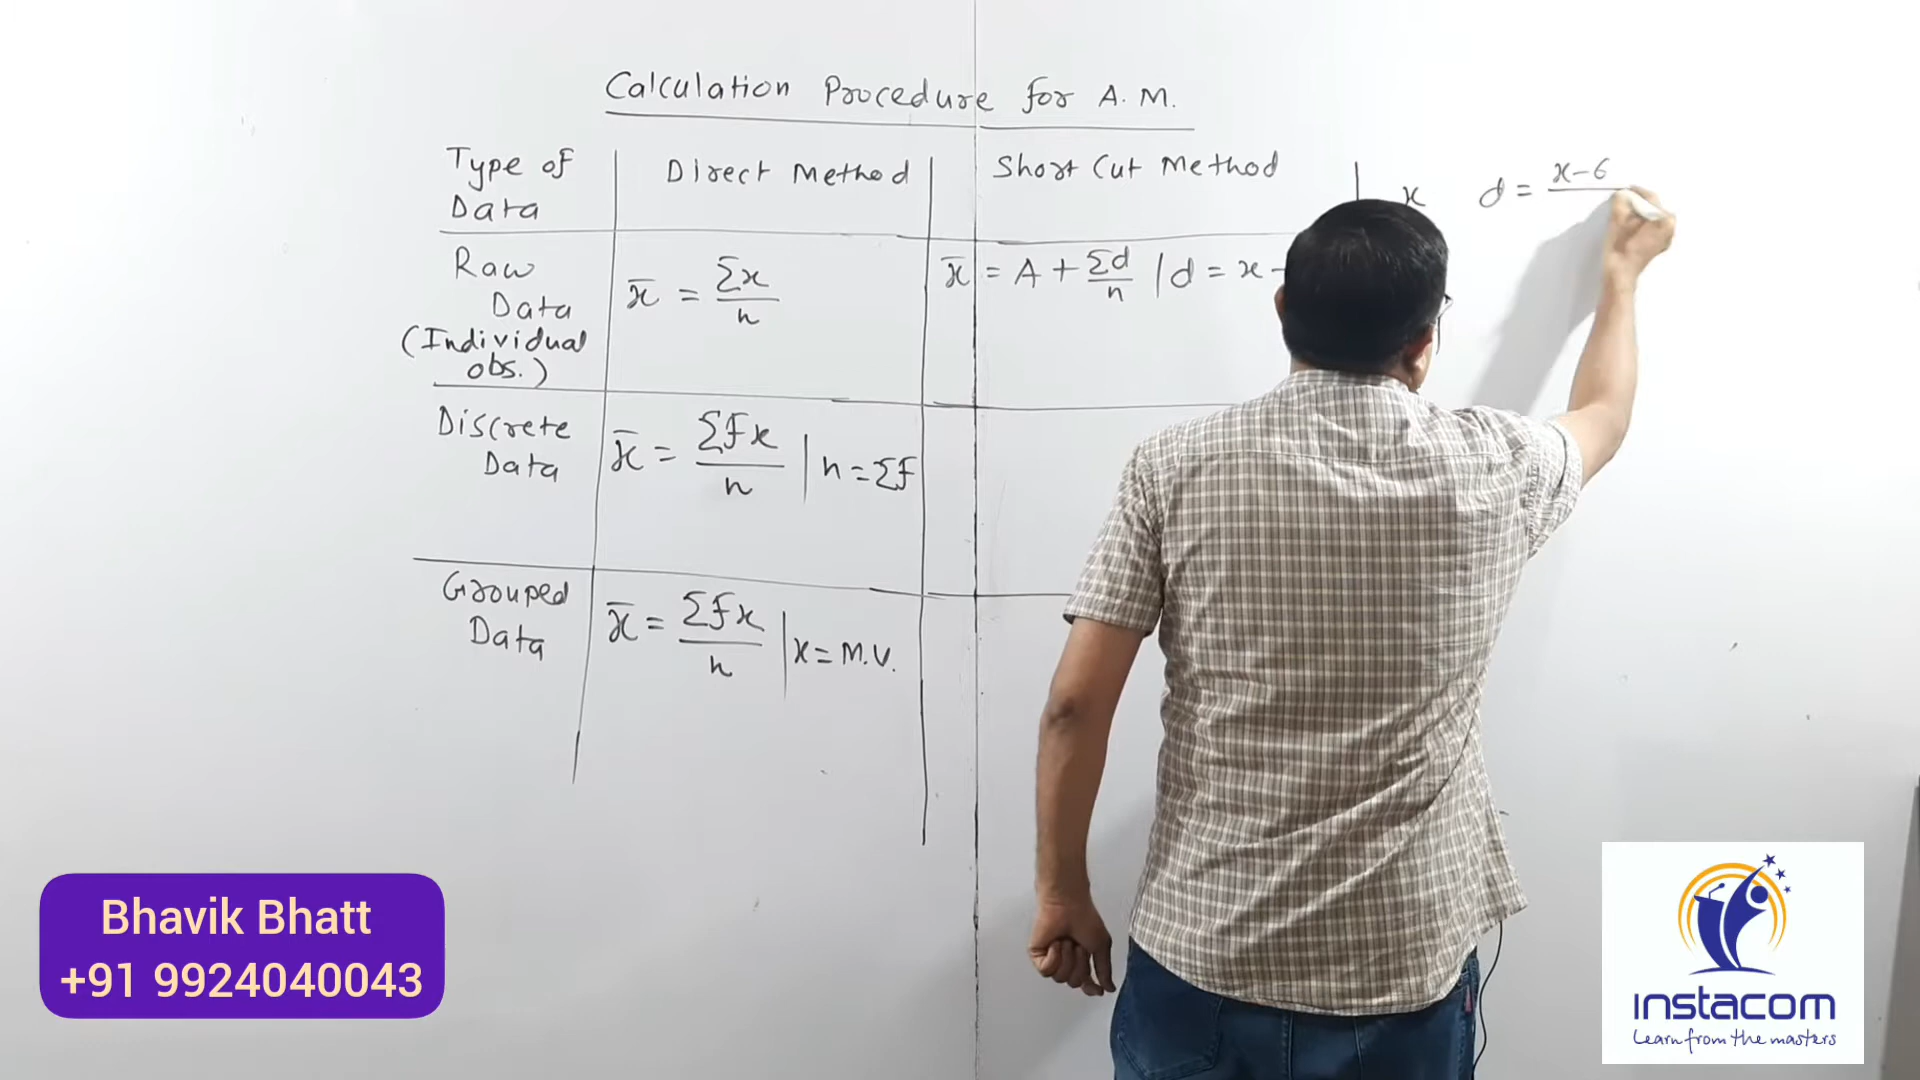 Calculation Procedure for A.M.
Type of Data
Direct Method
Short Cut Method
x d = x-6
Raw Data (Individual obs.)
x̄ = Σx/n
x̄ = A + Σd/n | d = x -
Discrete Data
x̄ = Σfx/n | n = Σf
Grouped Data
x̄ = Σfx/n | x = M.V.
Bhavik Bhatt
+91 9924040043
instacom
Learn from the masters